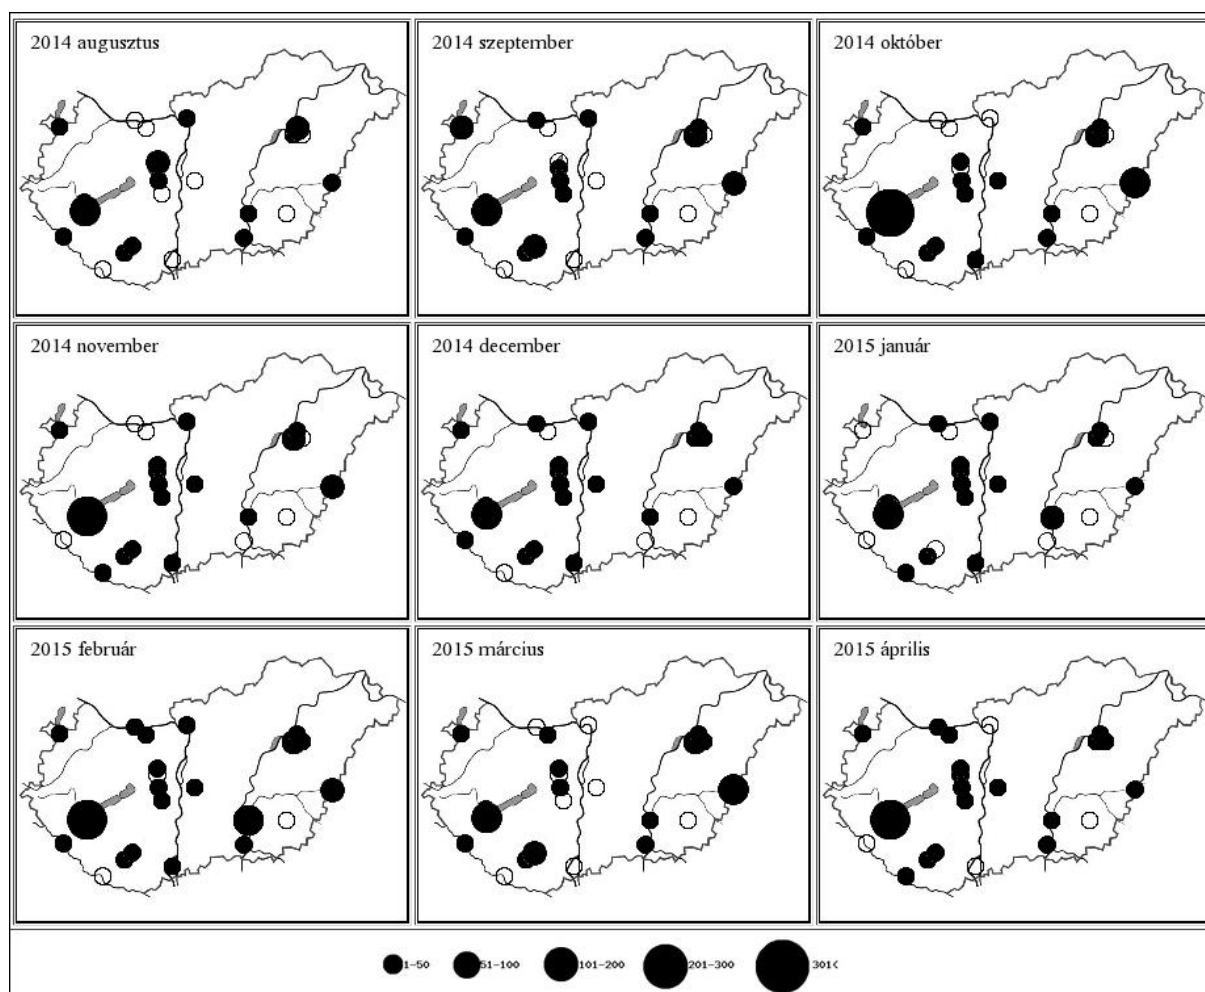 2014 augusztus
2014 szeptember
2014 október
2014 november
2014 december
2015 január
2015 február
2015 március
2015 április
1-50
51-100
101-200
201-300
301<